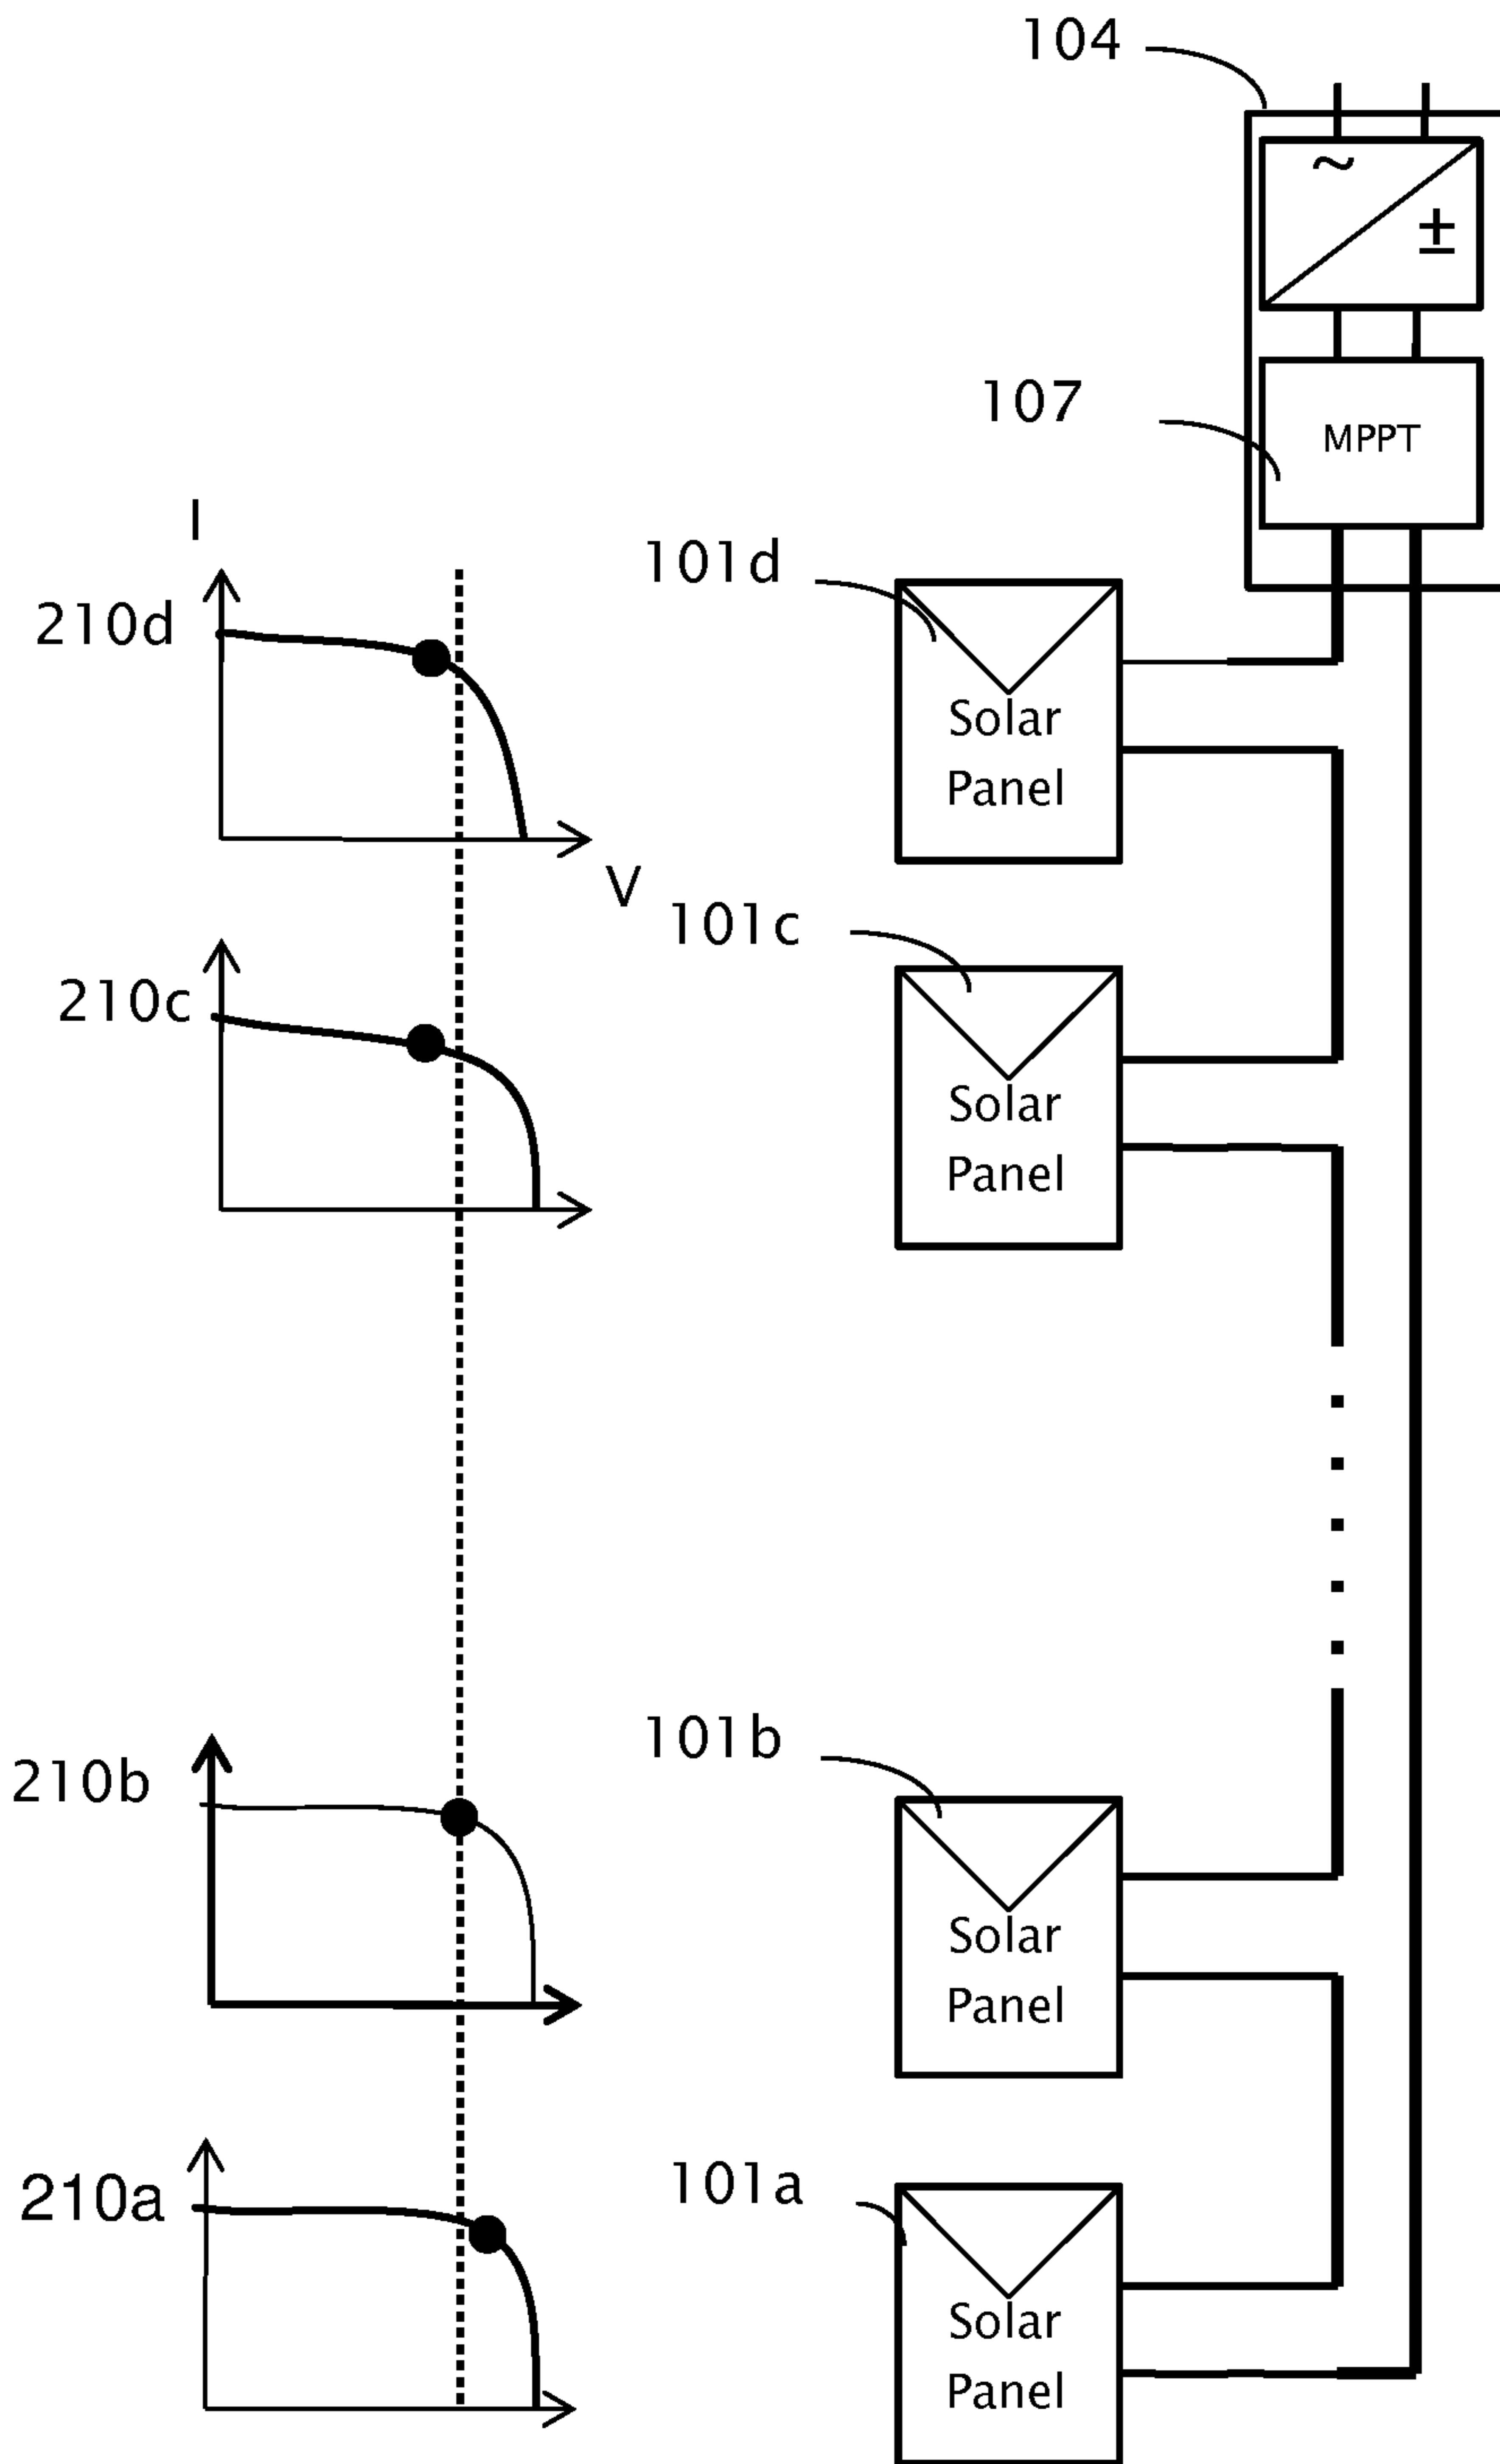 104
~
±
107
MPPT
I
101d
210d
Solar
Panel
V
101c
210c
Solar
Panel
101b
210b
Solar
Panel
101a
210a
Solar
Panel